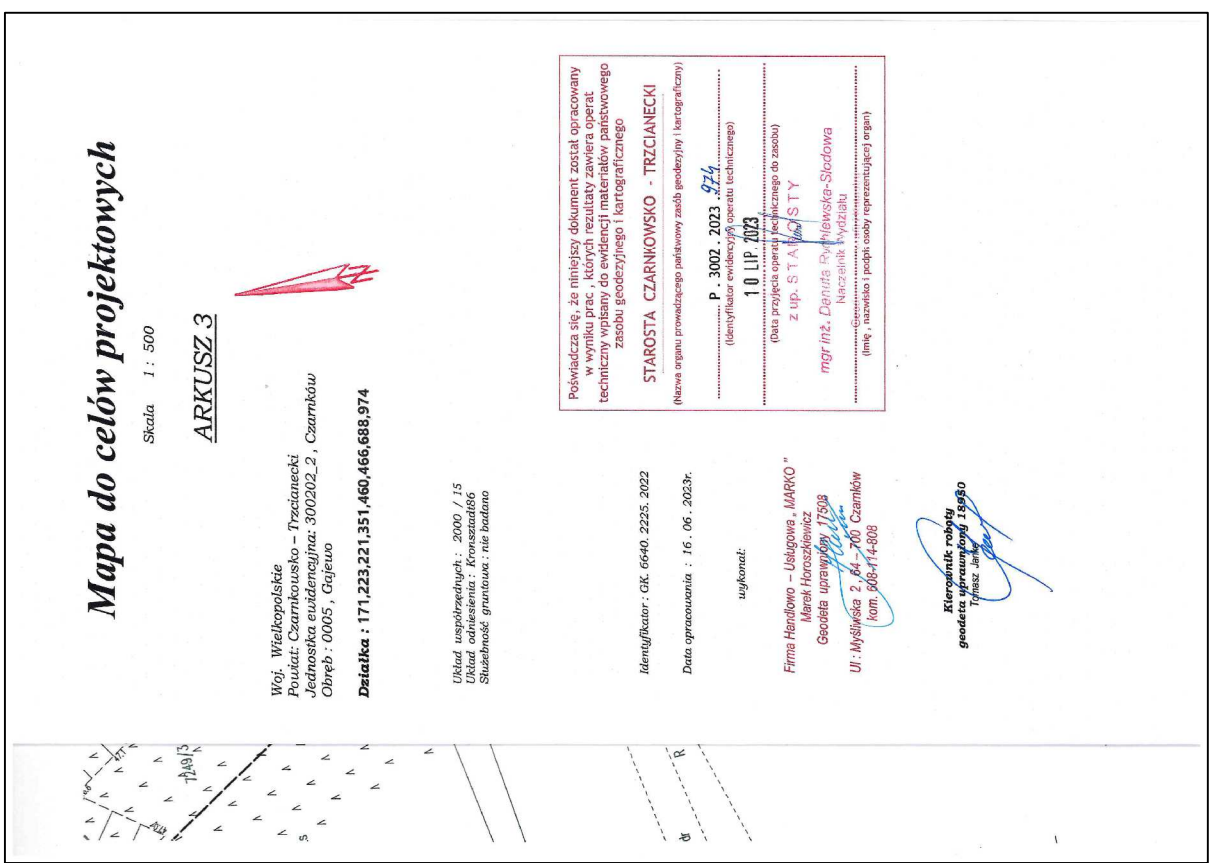 Mapa do celów projektowych
Skala 1 : 500
ARKUSZ 3
Woj. Wielkopolskie
Powiat: Czarnkowsko – Trzcianecki
Jednostka ewidencyjna: 300202_2 , Czarnków
Obręb : 0005 , Gajewo
Działka : 171,223,221,351,460,466,688,974
Układ współrzędnych : 2000 / 15
Układ odniesienia : Kronsztadt86
Służebność gruntowa : nie badano
Identyfikator : GK. 6640. 2225. 2022
Data opracowania : 16 . 06 . 2023r.
wykonał:
Firma Handlowo – Usługowa „ MARKO ”
Marek Horoszkiewicz
Geodeta uprawniony 17508
Ul : Myśliwska 2 , 64 – 700 Czarnków
kom. 608-114-808
Kierownik roboty
geodeta uprawniony 18950
Tomasz Janke
Poświadcza się, że niniejszy dokument został opracowany
w wyniku prac , których rezultaty zawiera operat
techniczny wpisany do ewidencji materiałów państwowego
zasobu geodezyjnego i kartograficznego
STAROSTA CZARNKOWSKO - TRZCIANECKI
(Nazwa organu prowadzącego państwowy zasób geodezyjny i kartograficzny)
P . 3002 . 2023 . 974
(Identyfikator ewidencyjny operatu technicznego)
10 LIP. 2023
(Data przyjęcia operatu technicznego do zasobu)
z up. STAROSTY
mgr inż. Danuta Rychlewska-Słodowa
Naczelnik Wydziału
(Imię , nazwisko i podpis osoby reprezentującej organ)
7249/3
s
dr
R